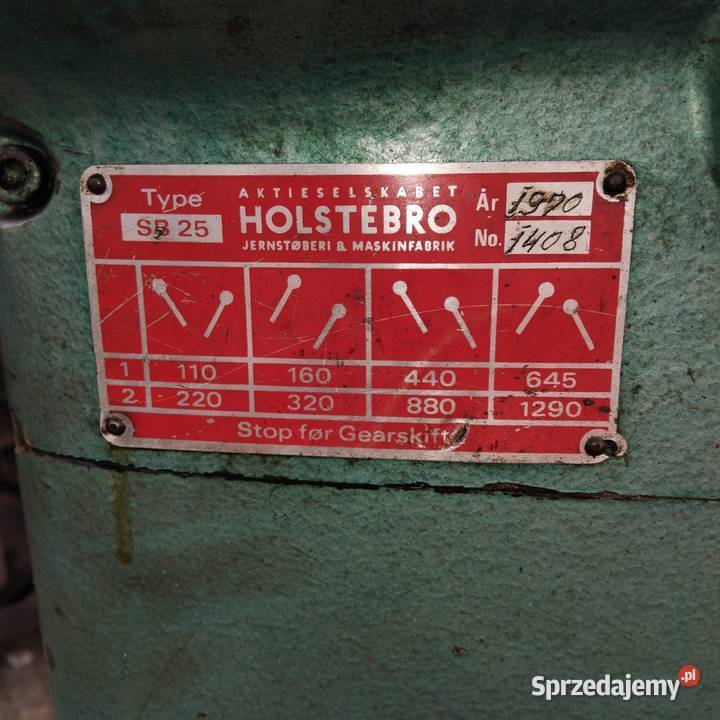 Type
SB 25
AKTIESELSKABET
HOLSTEBRO
JERNSTØBERI & MASKINFABRIK
År 1970
No. 1408
1 110 160 440 645
2 220 320 880 1290
Stop før Gearskift
Sprzedajemy.pl